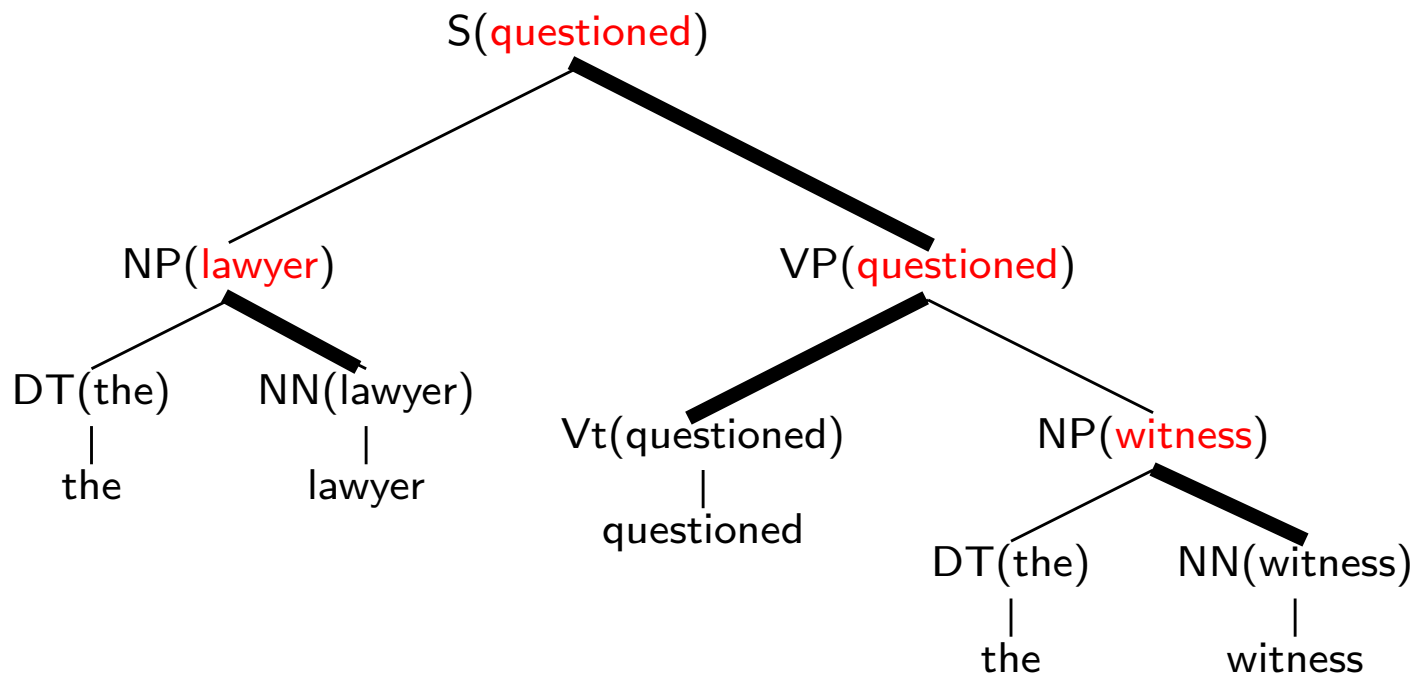 S(questioned)
NP(lawyer) VP(questioned)
DT(the) NN(lawyer)
Vt(questioned) NP(witness)
the lawyer
questioned
DT(the) NN(witness)
the witness